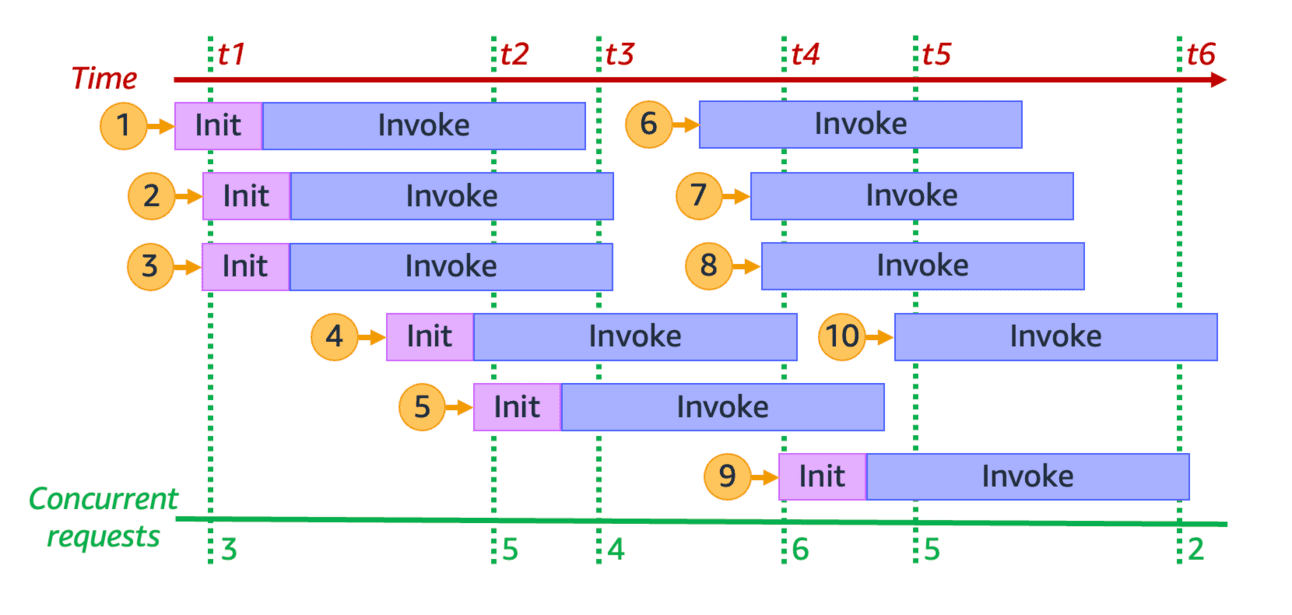 t1 t2 t3 t4 t5 t6
Time
1 Init Invoke 6 Invoke
2 Init Invoke 7 Invoke
3 Init Invoke 8 Invoke
4 Init Invoke 10 Invoke
5 Init Invoke
9 Init Invoke
Concurrent
requests
3 5 4 6 5 2